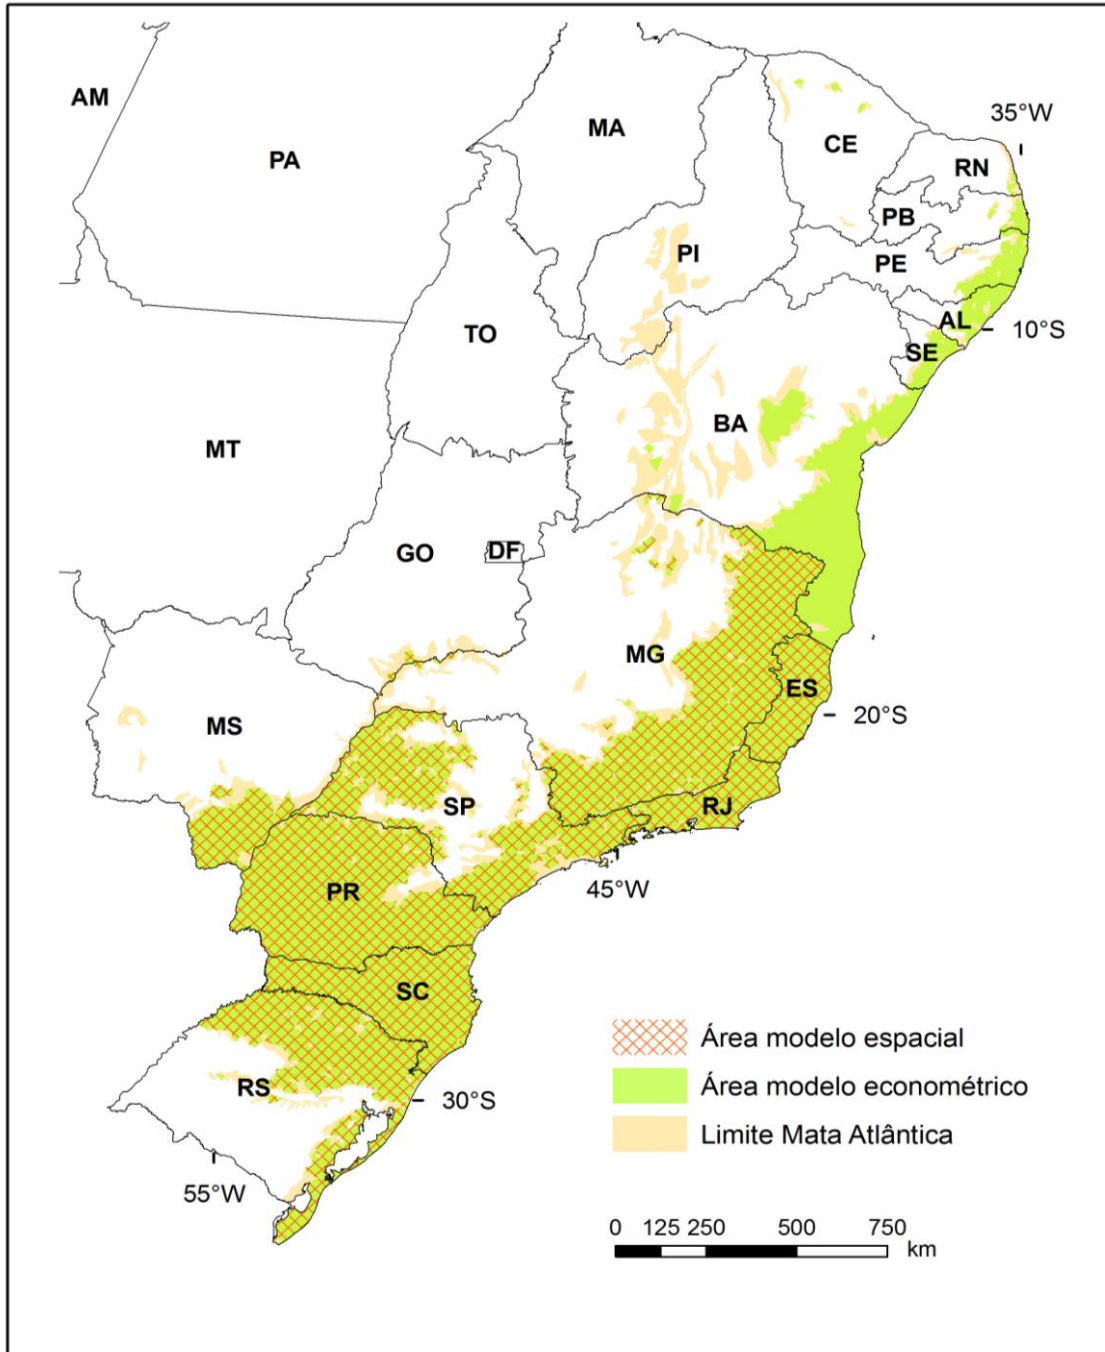 AM
PA
MA
CE
35°W
RN
PB
PI
PE
TO
AL
10°S
SE
BA
MT
GO
DF
MG
ES
20°S
MS
SP
RJ
45°W
PR
SC
Área modelo espacial
RS
Área modelo econométrico
30°S
Limite Mata Atlântica
55°W
0 125 250 500 750
km